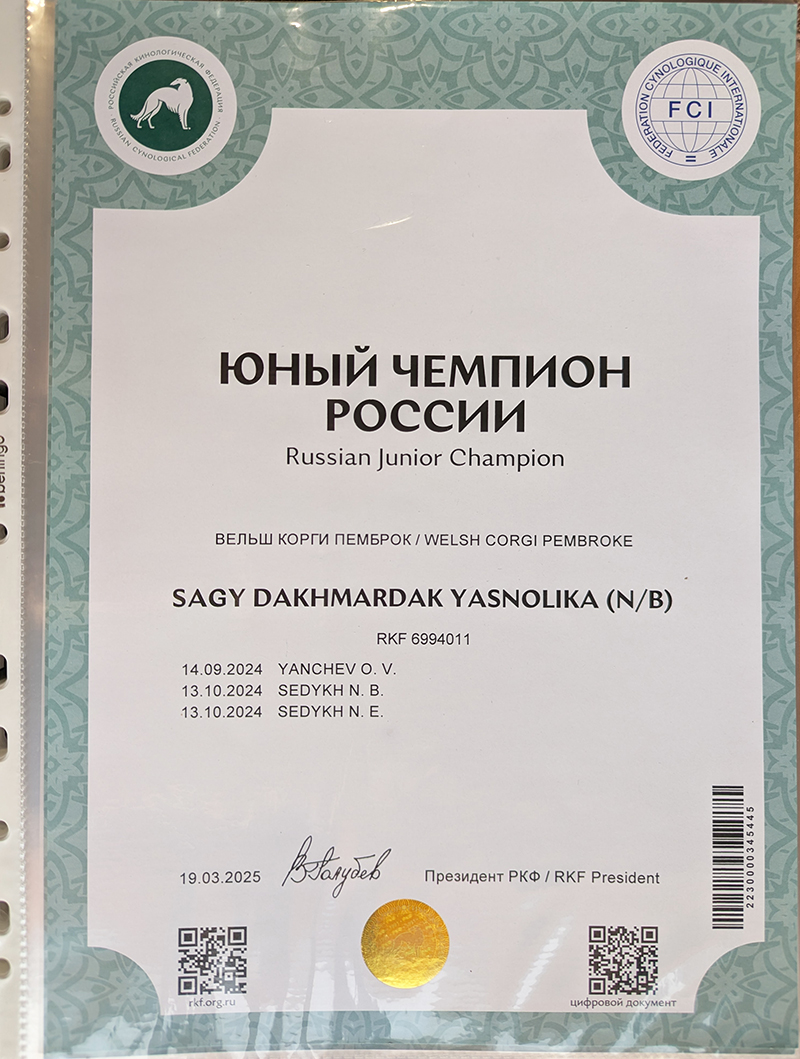 РОССИЙСКАЯ КИНОЛОГИЧЕСКАЯ ФЕДЕРАЦИЯ
RUSSIAN CYNOLOGICAL FEDERATION
FEDERATION CYNOLOGIQUE INTERNATIONALE
FCI
ЮНЫЙ ЧЕМПИОН
РОССИИ
Russian Junior Champion
ВЕЛЬШ КОРГИ ПЕМБРОК / WELSH CORGI PEMBROKE
SAGY DAKHMARDAK YASNOLIKA (N/B)
RKF 6994011
14.09.2024 YANCHEV O. V.
13.10.2024 SEDYKH N. B.
13.10.2024 SEDYKH N. E.
2230000345445
19.03.2025 Президент РКФ / RKF President
rkf.org.ru
цифровой документ